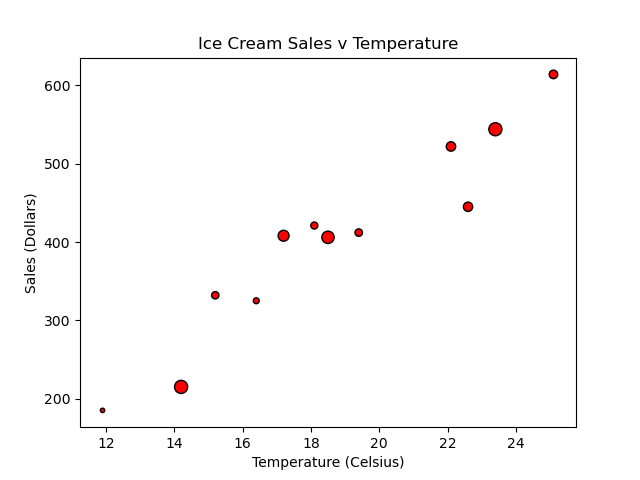 Ice Cream Sales v Temperature
600
500
400
300
200
Sales (Dollars)
12 14 16 18 20 22 24
Temperature (Celsius)